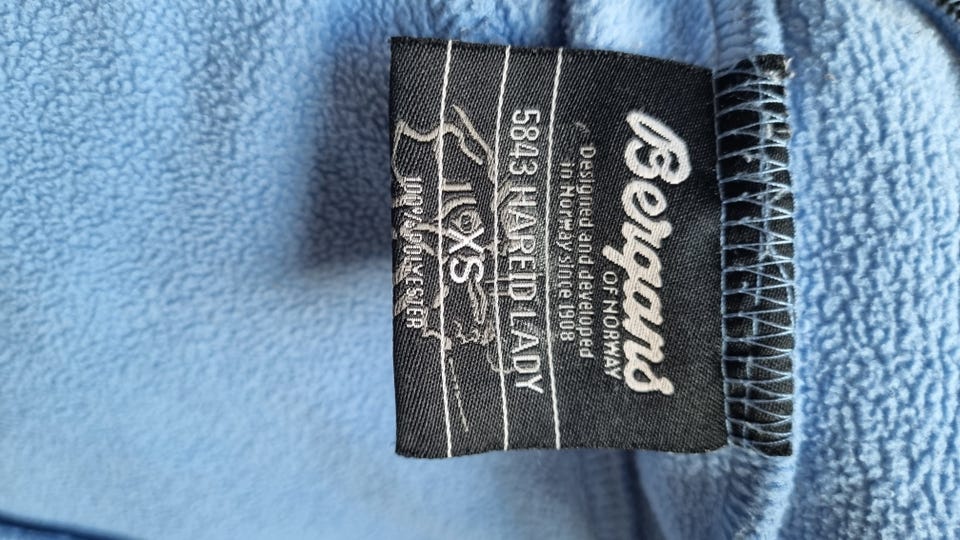 Bergans
OF NORWAY
Designed and developed
in Norway since 1908
5843 HAREID LADY
XS
100% POLYESTER